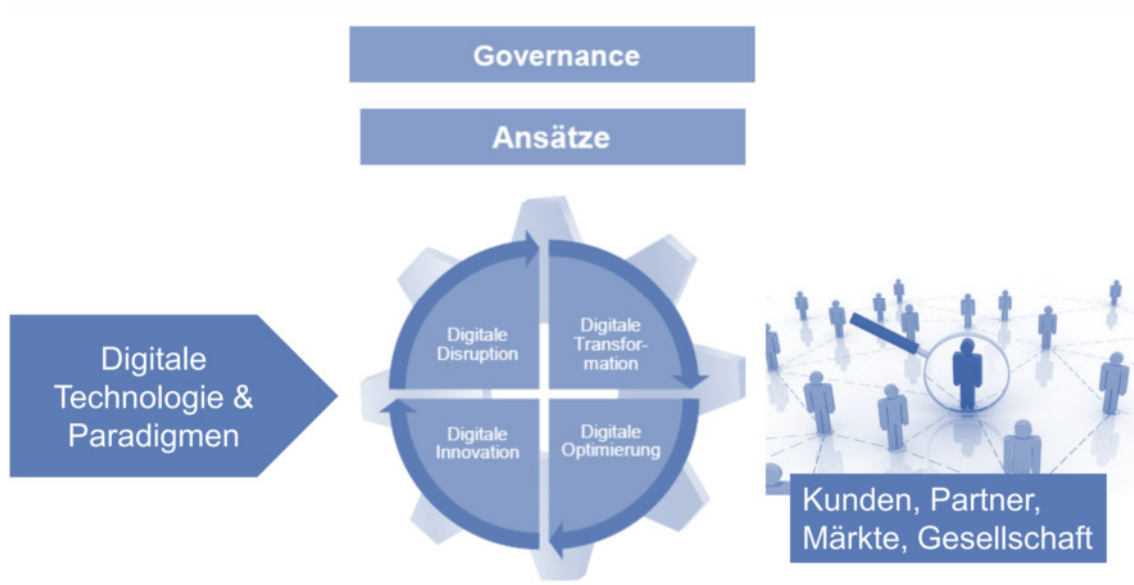 Governance
Ansätze
Digitale
Technologie &
Paradigmen
Digitale
Disruption
Digitale
Transfor-
mation
Digitale
Innovation
Digitale
Optimierung
Kunden, Partner,
Märkte, Gesellschaft